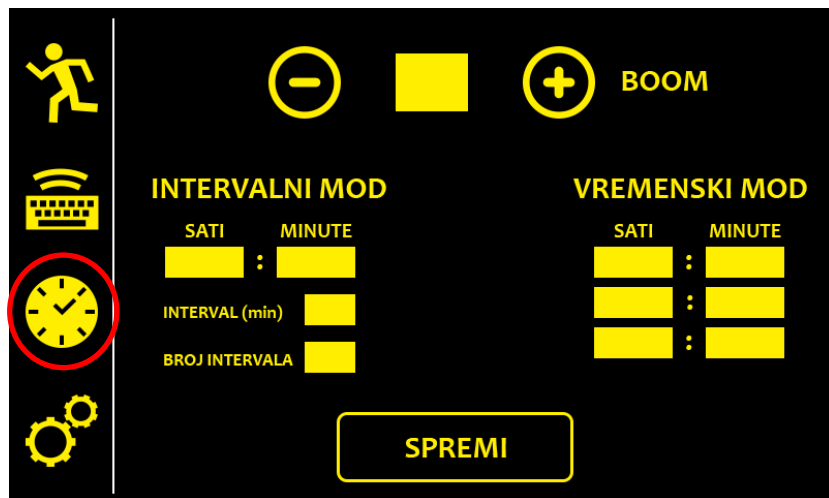 BOOM
INTERVALNI MOD
SATI MINUTE
:
INTERVAL (min)
BROJ INTERVALA
VREMENSKI MOD
SATI MINUTE
:
:
:
SPREMI